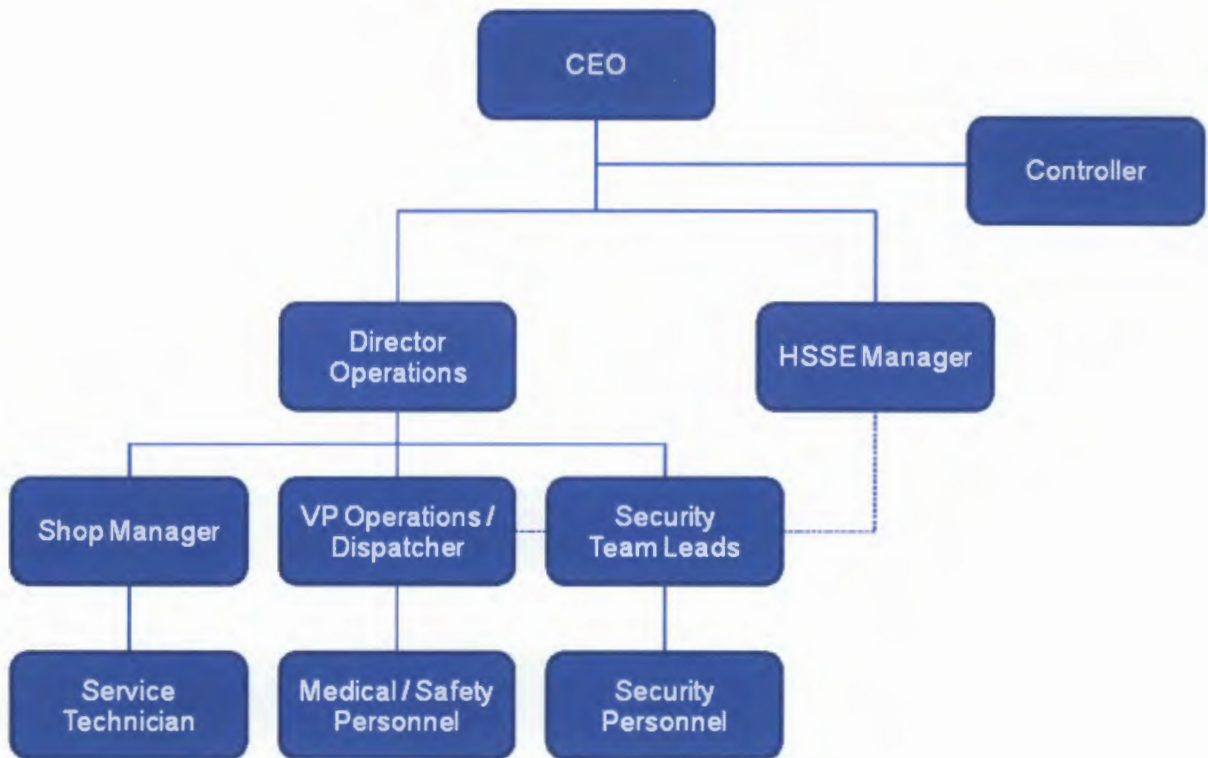 CEO
Controller
Director
Operations
HSSE Manager
Shop Manager
VP Operations /
Dispatcher
Security
Team Leads
Service
Technician
Medical / Safety
Personnel
Security
Personnel